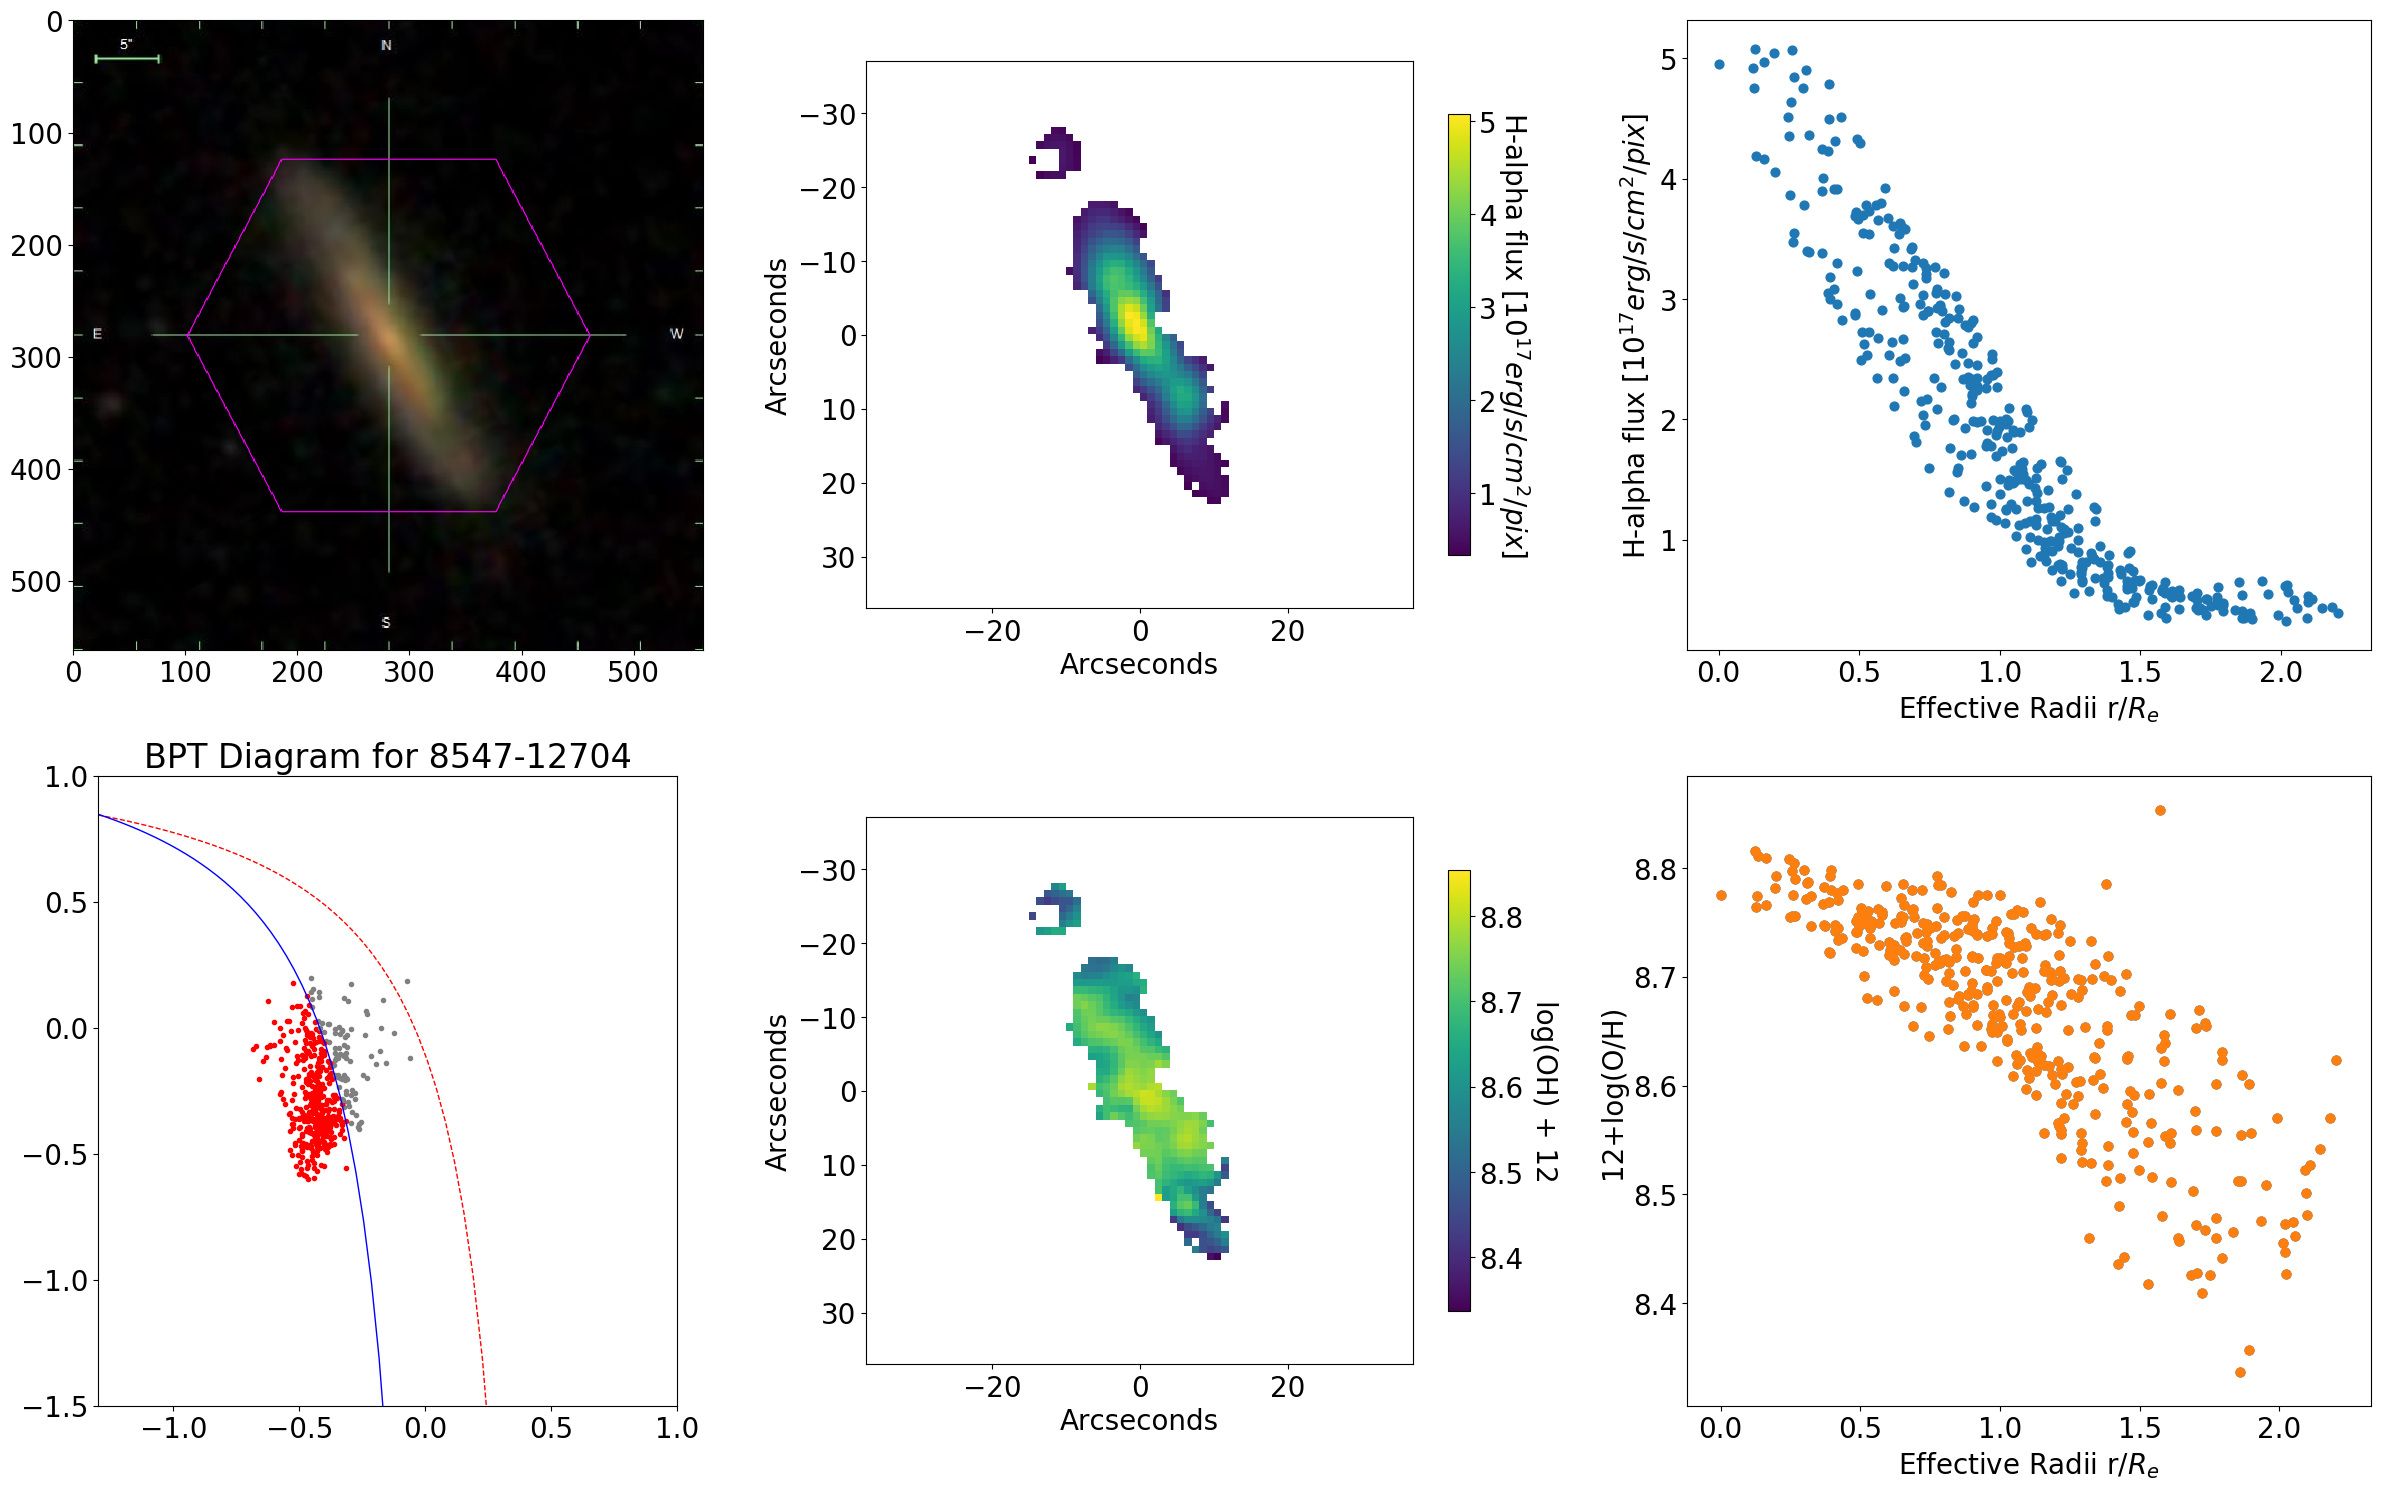 5"
N
E
W
S
0
100
200
300
400
500
0 100 200 300 400 500
−30
−20
−10
0
10
20
30
Arcseconds
−20 0 20
Arcseconds
5
4
3
2
1
H-alpha flux [10^17 erg/s/cm^2/pix]
5
4
3
2
1
H-alpha flux [10^17 erg/s/cm^2/pix]
0.0 0.5 1.0 1.5 2.0
Effective Radii r/R_e
BPT Diagram for 8547-12704
1.0
0.5
0.0
−0.5
−1.0
−1.5
−1.0 −0.5 0.0 0.5 1.0
−30
−20
−10
0
10
20
30
Arcseconds
−20 0 20
Arcseconds
8.8
8.7
8.6
8.5
8.4
log(OH) + 12
8.8
8.7
8.6
8.5
8.4
12+log(O/H)
0.0 0.5 1.0 1.5 2.0
Effective Radii r/R_e